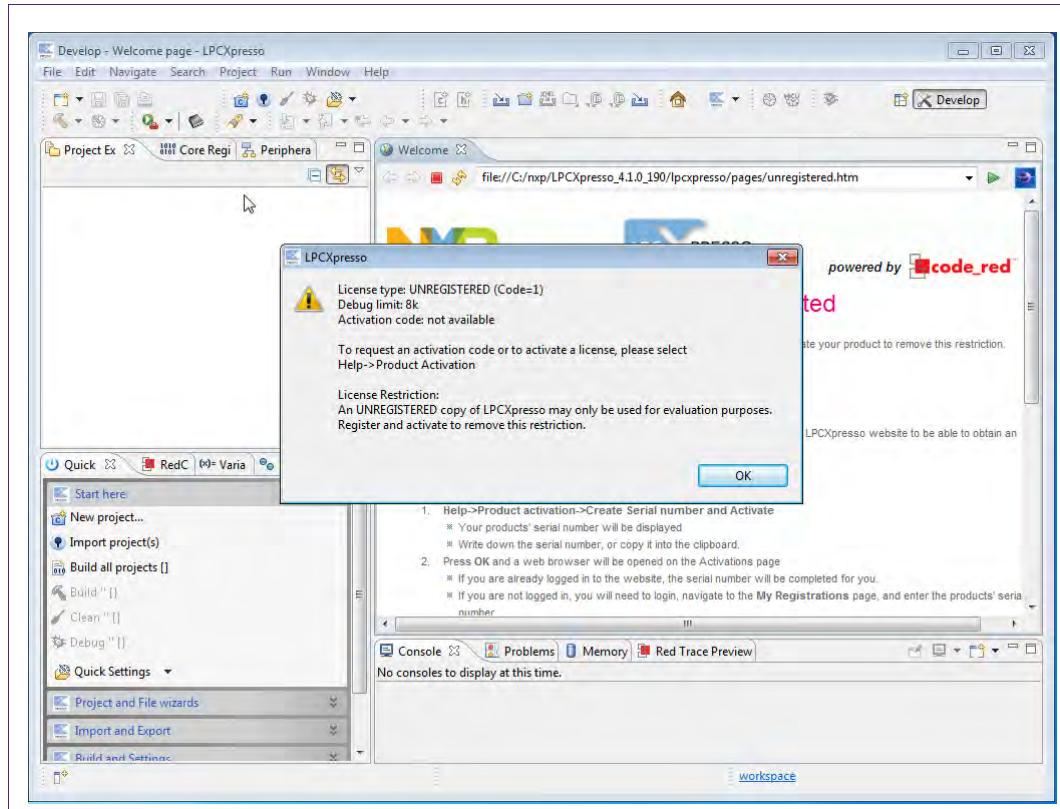 Develop - Welcome page - LPCXpresso
File Edit Navigate Search Project Run Window Help
Develop
Project Ex
Core Regi
Periphera
Welcome
file://C:/nxp/LPCXpresso_4.1.0_190/lpcxpresso/pages/unregistered.htm
powered by code_red
ted
ate your product to remove this restriction.
LPCXpresso website to be able to obtain an
LPCXpresso
License type: UNREGISTERED (Code=1)
Debug limit: 8k
Activation code: not available
To request an activation code or to activate a license, please select
Help->Product Activation
License Restriction:
An UNREGISTERED copy of LPCXpresso may only be used for evaluation purposes.
Register and activate to remove this restriction.
OK
1. Help->Product activation->Create Serial number and Activate
Your products' serial number will be displayed
Write down the serial number, or copy it into the clipboard.
2. Press OK and a web browser will be opened on the Activations page
If you are already logged in to the website, the serial number will be completed for you.
If you are not logged in, you will need to login, navigate to the My Registrations page, and enter the products' seria
number
Quick
RedC
(x)= Varia
Start here
New project...
Import project(s)
Build all projects []
Build '' []
Clean '' []
Debug '' []
Quick Settings
Project and File wizards
Import and Export
Build and Settings
Console
Problems
Memory
Red Trace Preview
No consoles to display at this time.
workspace